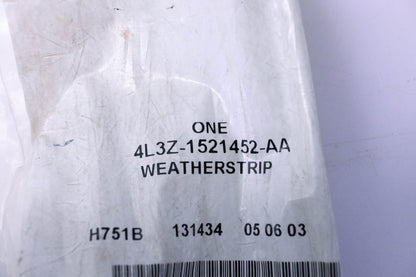 ONE
4L3Z-1521452-AA
WEATHERSTRIP
H751B 131434 05 06 03